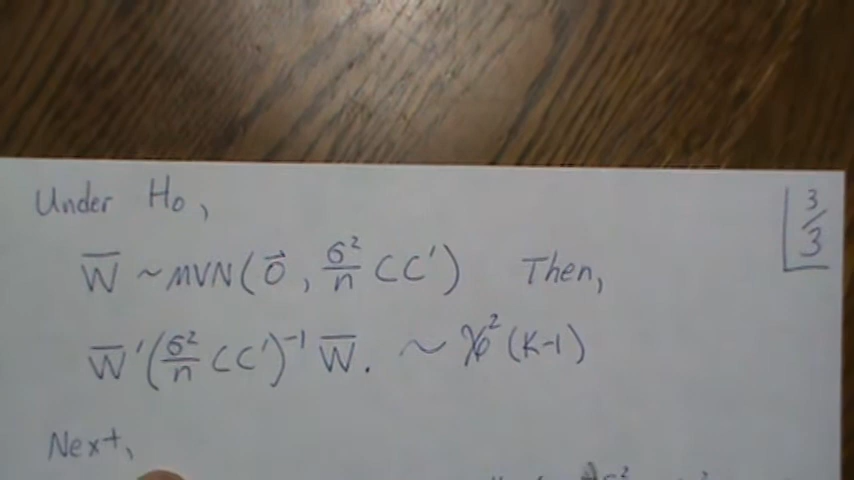 Under H₀,
3/3
W̅ ~ MVN(0⃗, σ²/n CC') Then,
W̅'(σ²/n CC')⁻¹ W̅. ~ χ²(K-1)
Next,